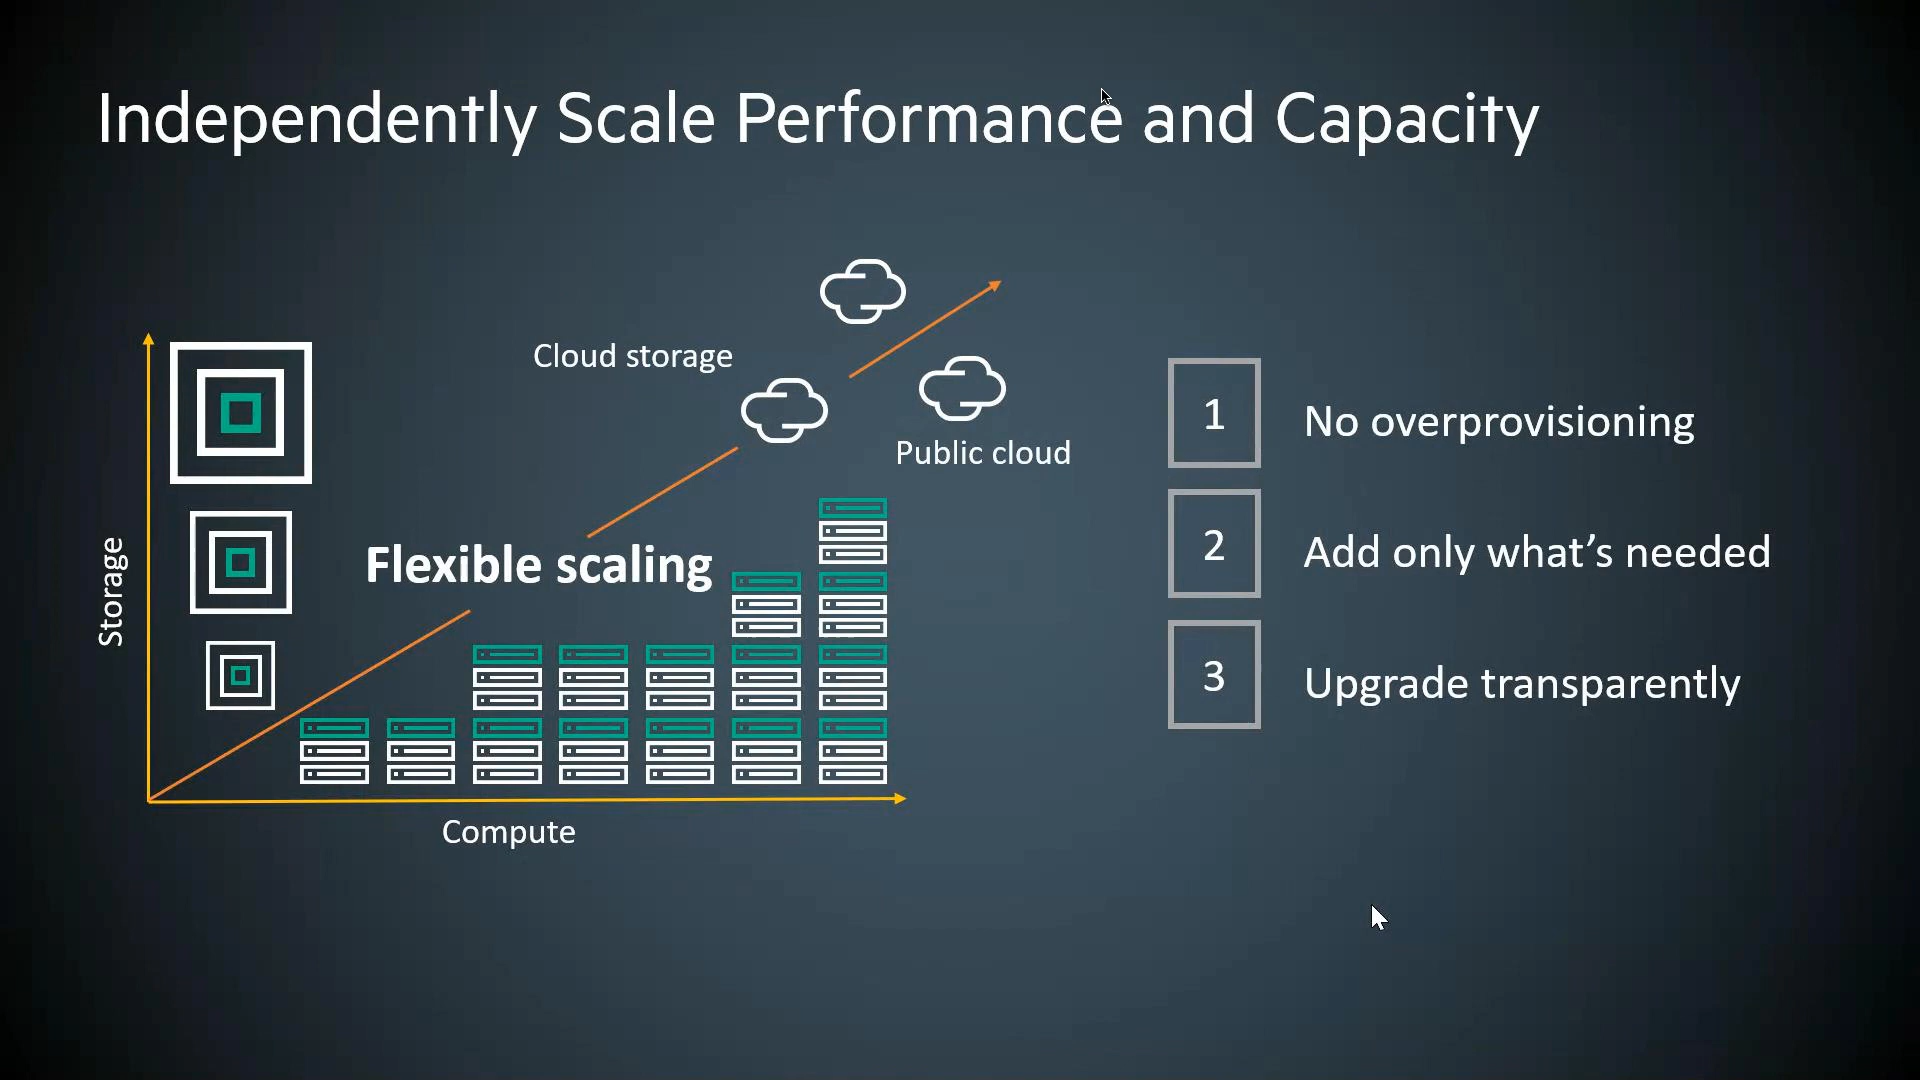 Independently Scale Performance and Capacity
Cloud storage
Public cloud
Flexible scaling
Storage
Compute
1 No overprovisioning
2 Add only what’s needed
3 Upgrade transparently